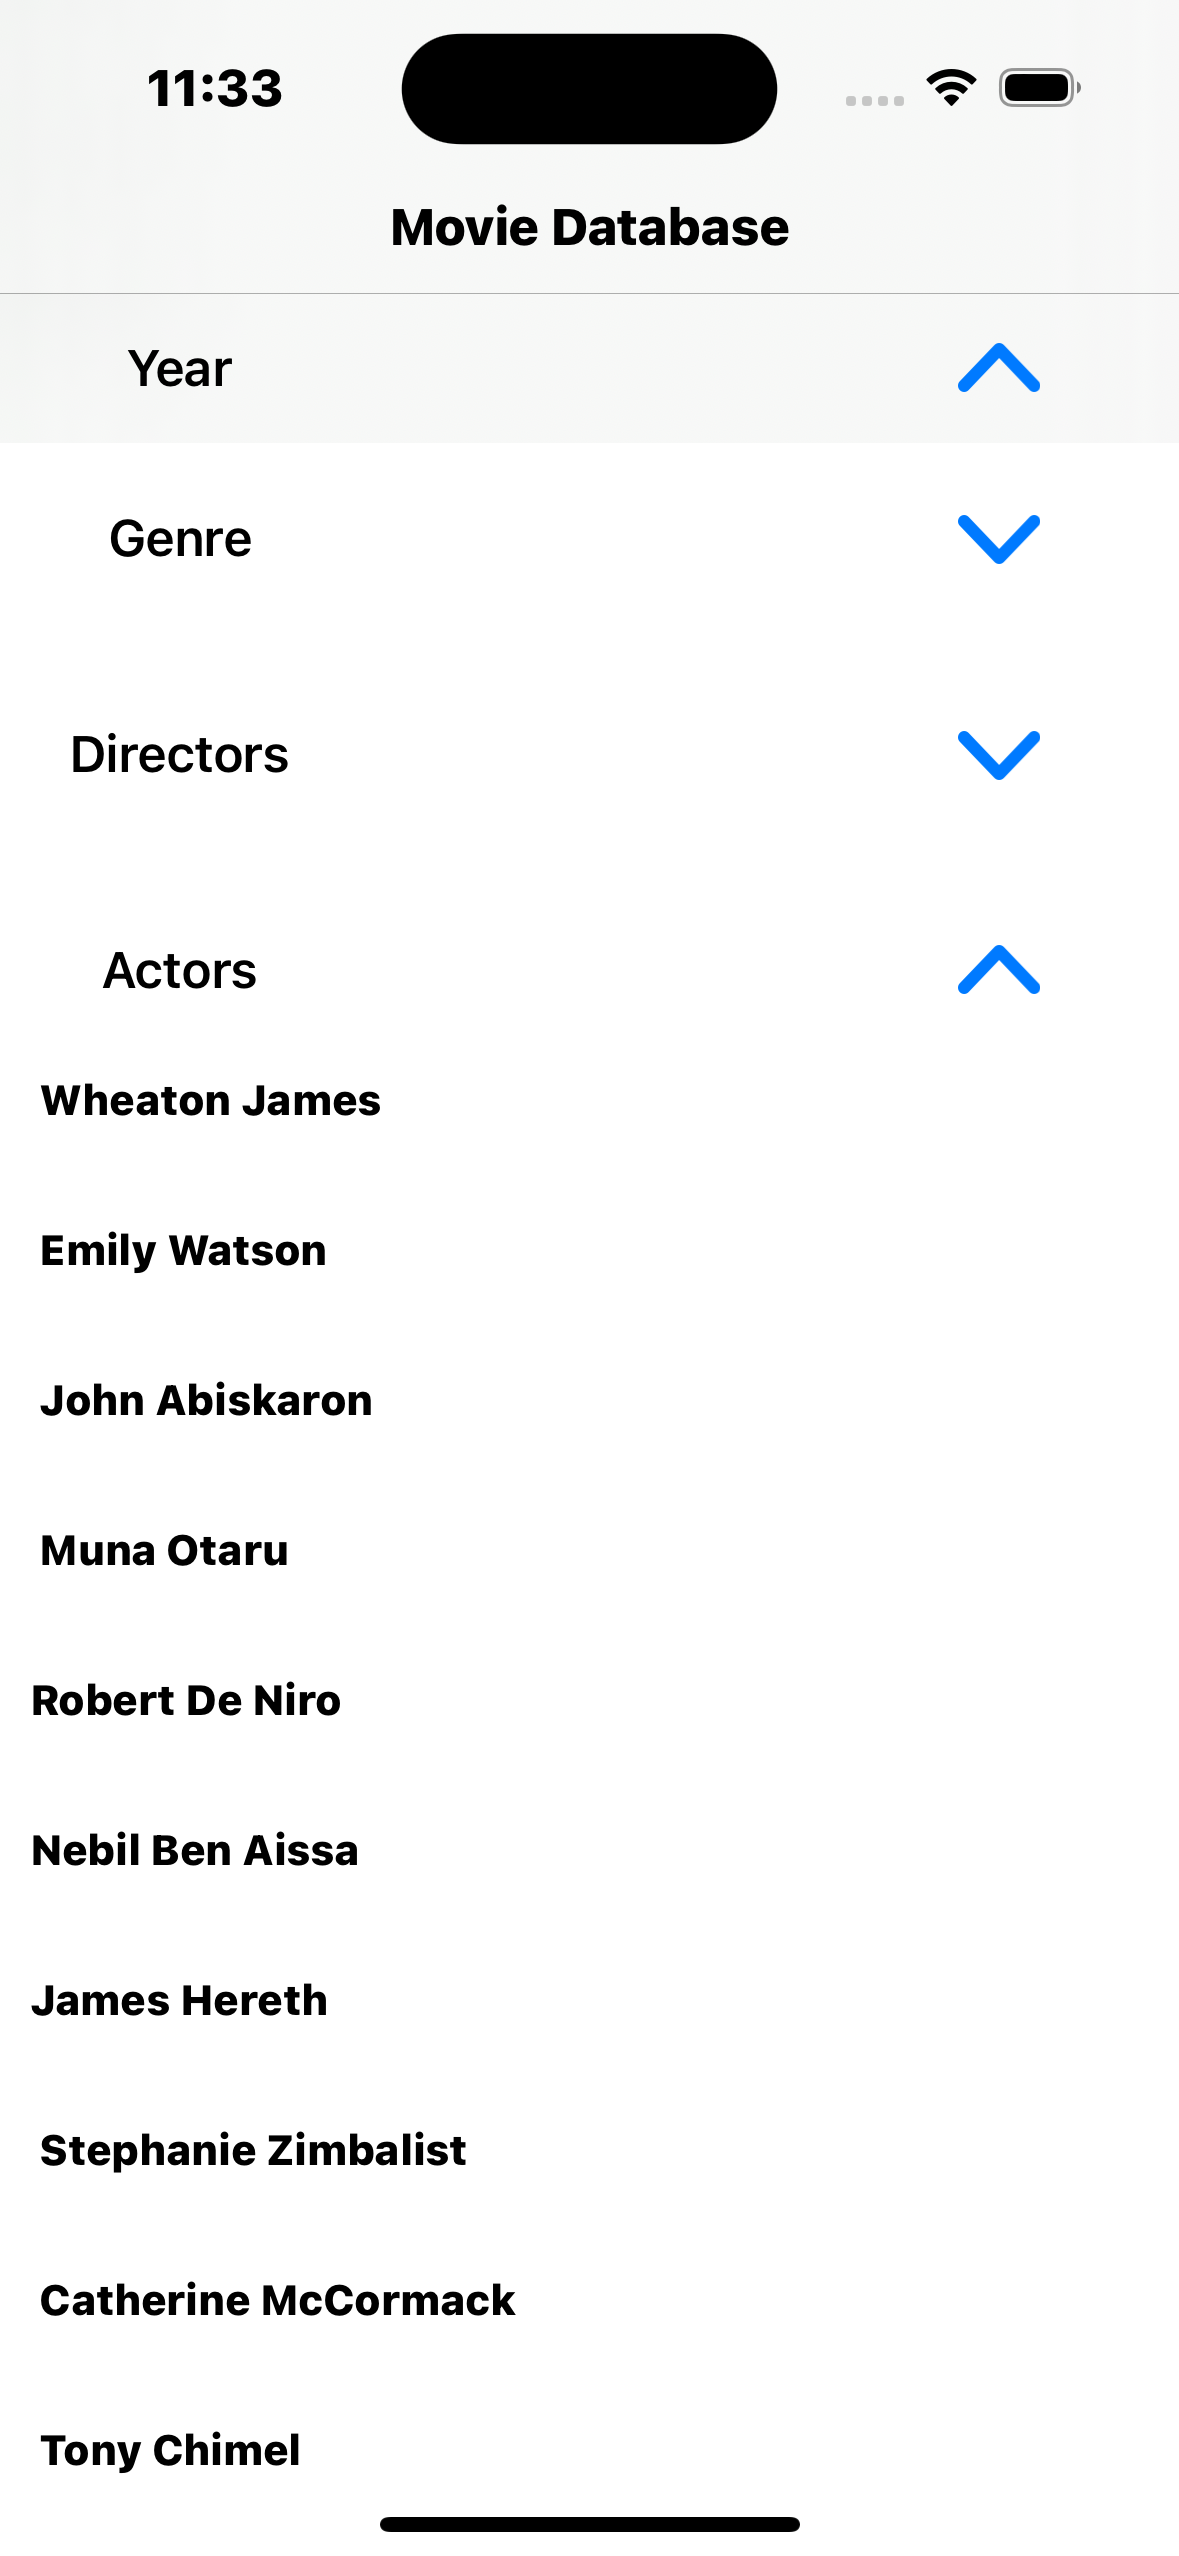 11:33
Movie Database
Year
Genre
Directors
Actors
Wheaton James
Emily Watson
John Abiskaron
Muna Otaru
Robert De Niro
Nebil Ben Aissa
James Hereth
Stephanie Zimbalist
Catherine McCormack
Tony Chimel